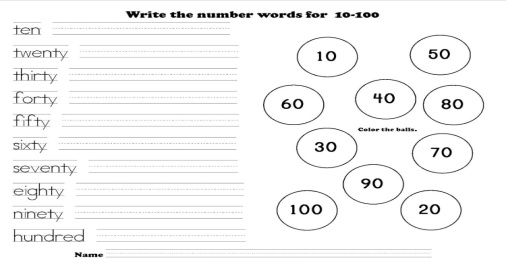 Write the number words for 10-100
ten
twenty
thirty
forty
fifty
sixty
seventy
eighty
ninety
hundred
10
50
60
40
80
Color the balls.
30
70
90
100
20
Name